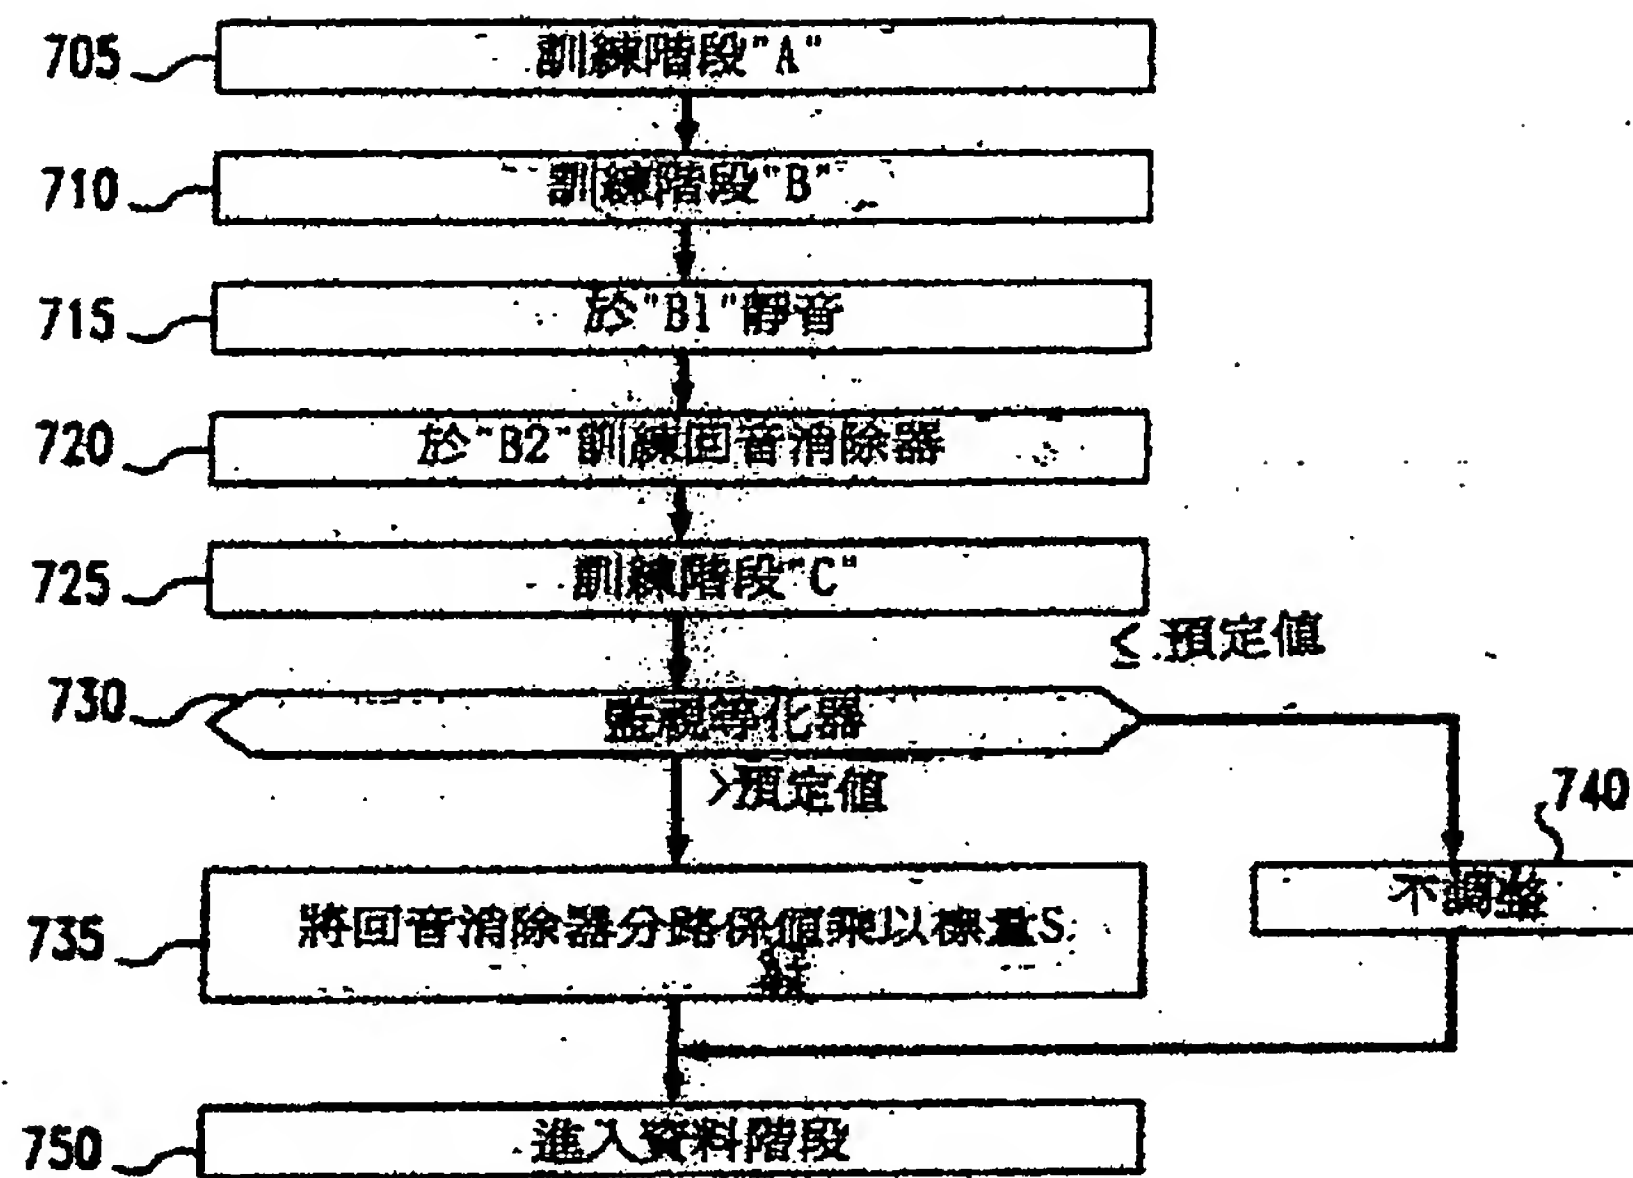 705 訓練階段"A"
710 訓練階段"B"
715 於"B1"靜音
720 於"B2"訓練回音消除器
725 訓練階段"C"
≤ 預定值
730 監視等化器
>預定值
740
不調整
735 將回音消除器分路係值乘以標量S
750 進入資料階段